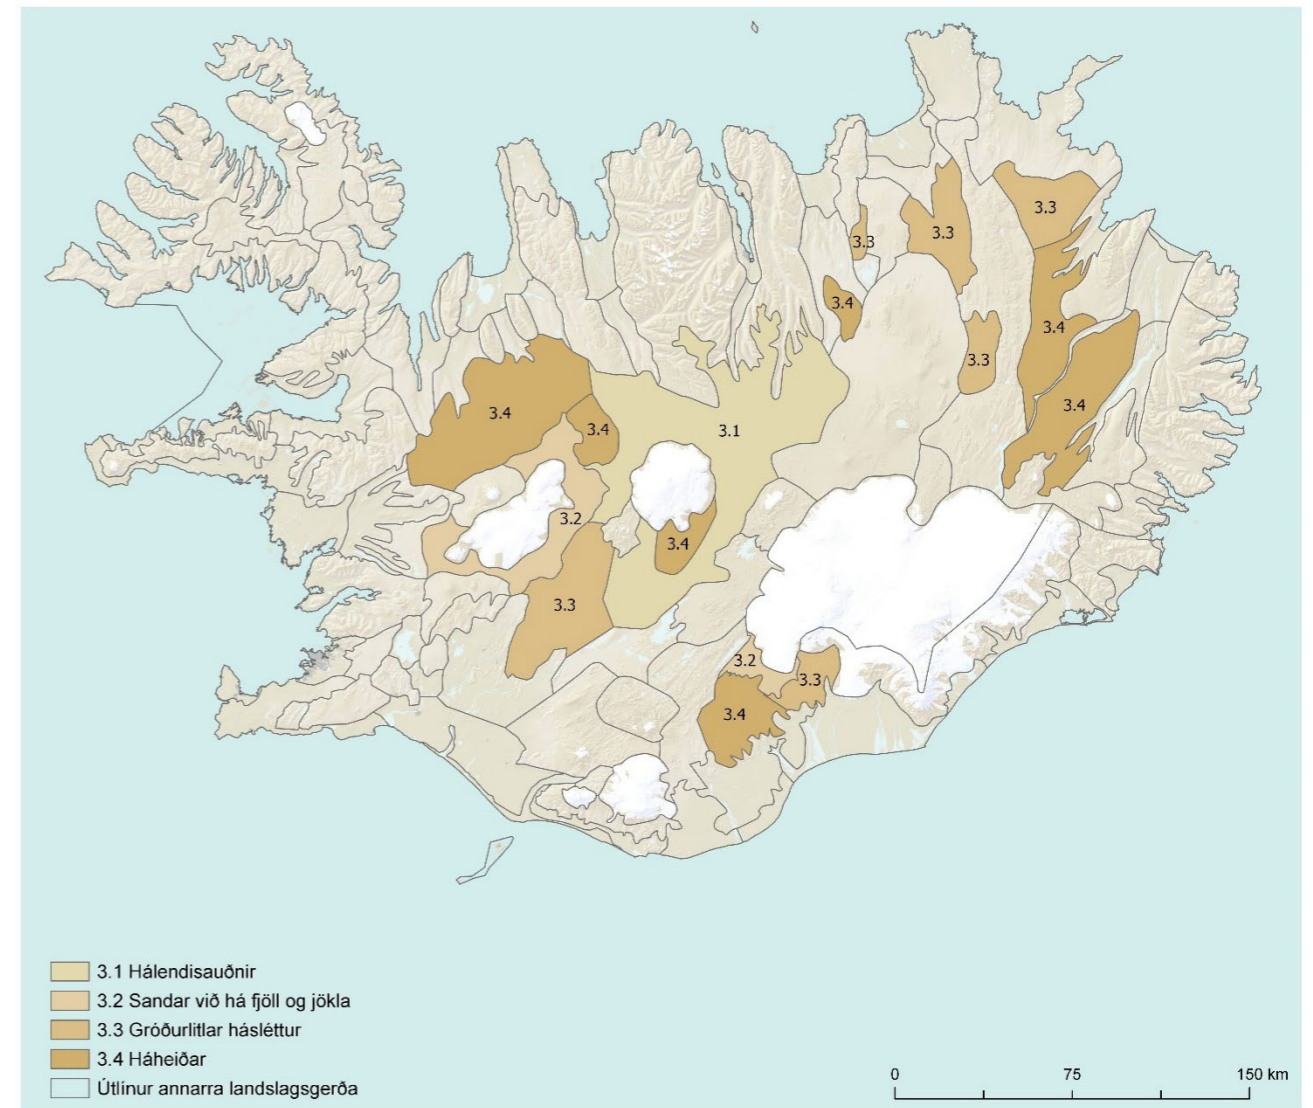 3.3
3.3
3.3
3.4
3.4
3.3
3.4
3.4
3.4
3.1
3.2
3.4
3.3
3.2
3.3
3.4
3.1 Hálendisauðnir
3.2 Sandar við há fjöll og jökla
3.3 Gróðurlitlar hásléttur
3.4 Háheiðar
Útlínur annarra landslagsgerða
0 75 150 km